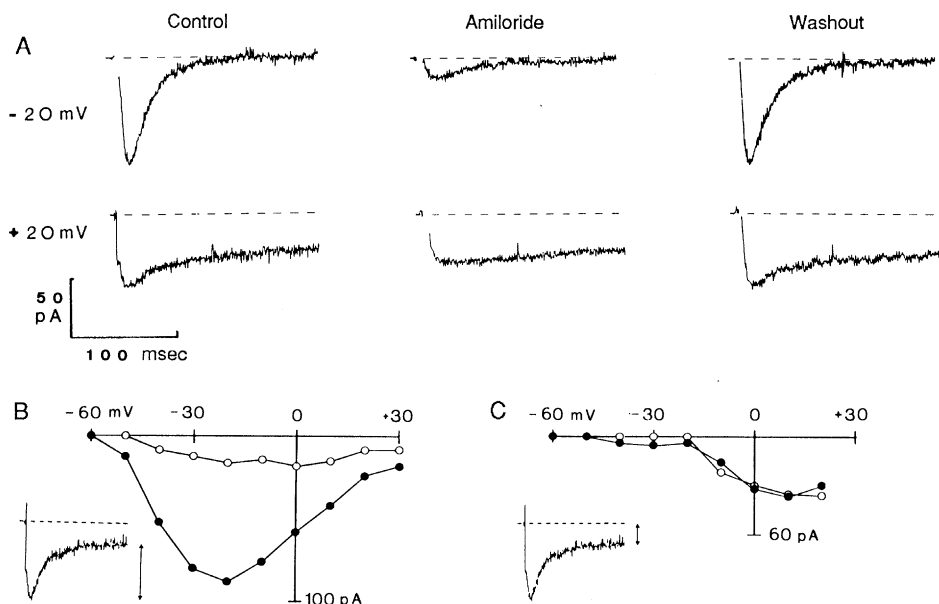 Control Amiloride Washout
A
- 20 mV
+ 20 mV
50
pA
100 msec
B -60 mV -30 0 +30
100 pA
C -60 mV -30 0 +30
60 pA